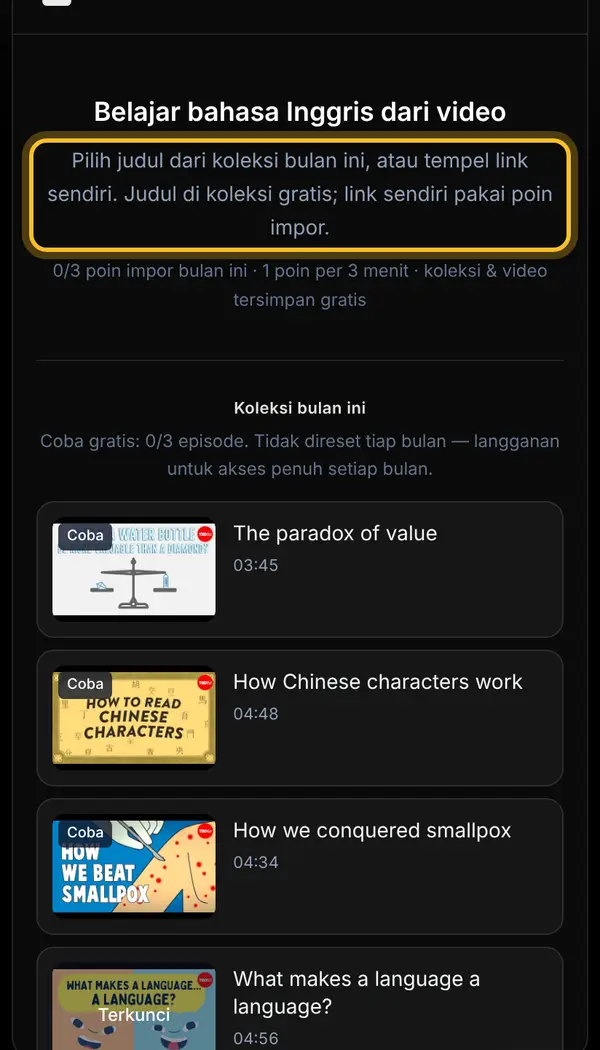 Belajar bahasa Inggris dari video
Pilih judul dari koleksi bulan ini, atau tempel link
sendiri. Judul di koleksi gratis; link sendiri pakai poin
impor.
0/3 poin impor bulan ini · 1 poin per 3 menit · koleksi & video
tersimpan gratis
Koleksi bulan ini
Coba gratis: 0/3 episode. Tidak direset tiap bulan — langganan
untuk akses penuh setiap bulan.
Coba
WATER BOTTLE
VALUABLE THAN A DIAMOND?
The paradox of value
03:45
Coba
HOW TO READ
CHINESE
CHARACTERS
How Chinese characters work
04:48
Coba
HOW
WE BEAT
SMALLPOX
How we conquered smallpox
04:34
WHAT MAKES A LANGUAGE...
A LANGUAGE?
Terkunci
What makes a language a
language?
04:56